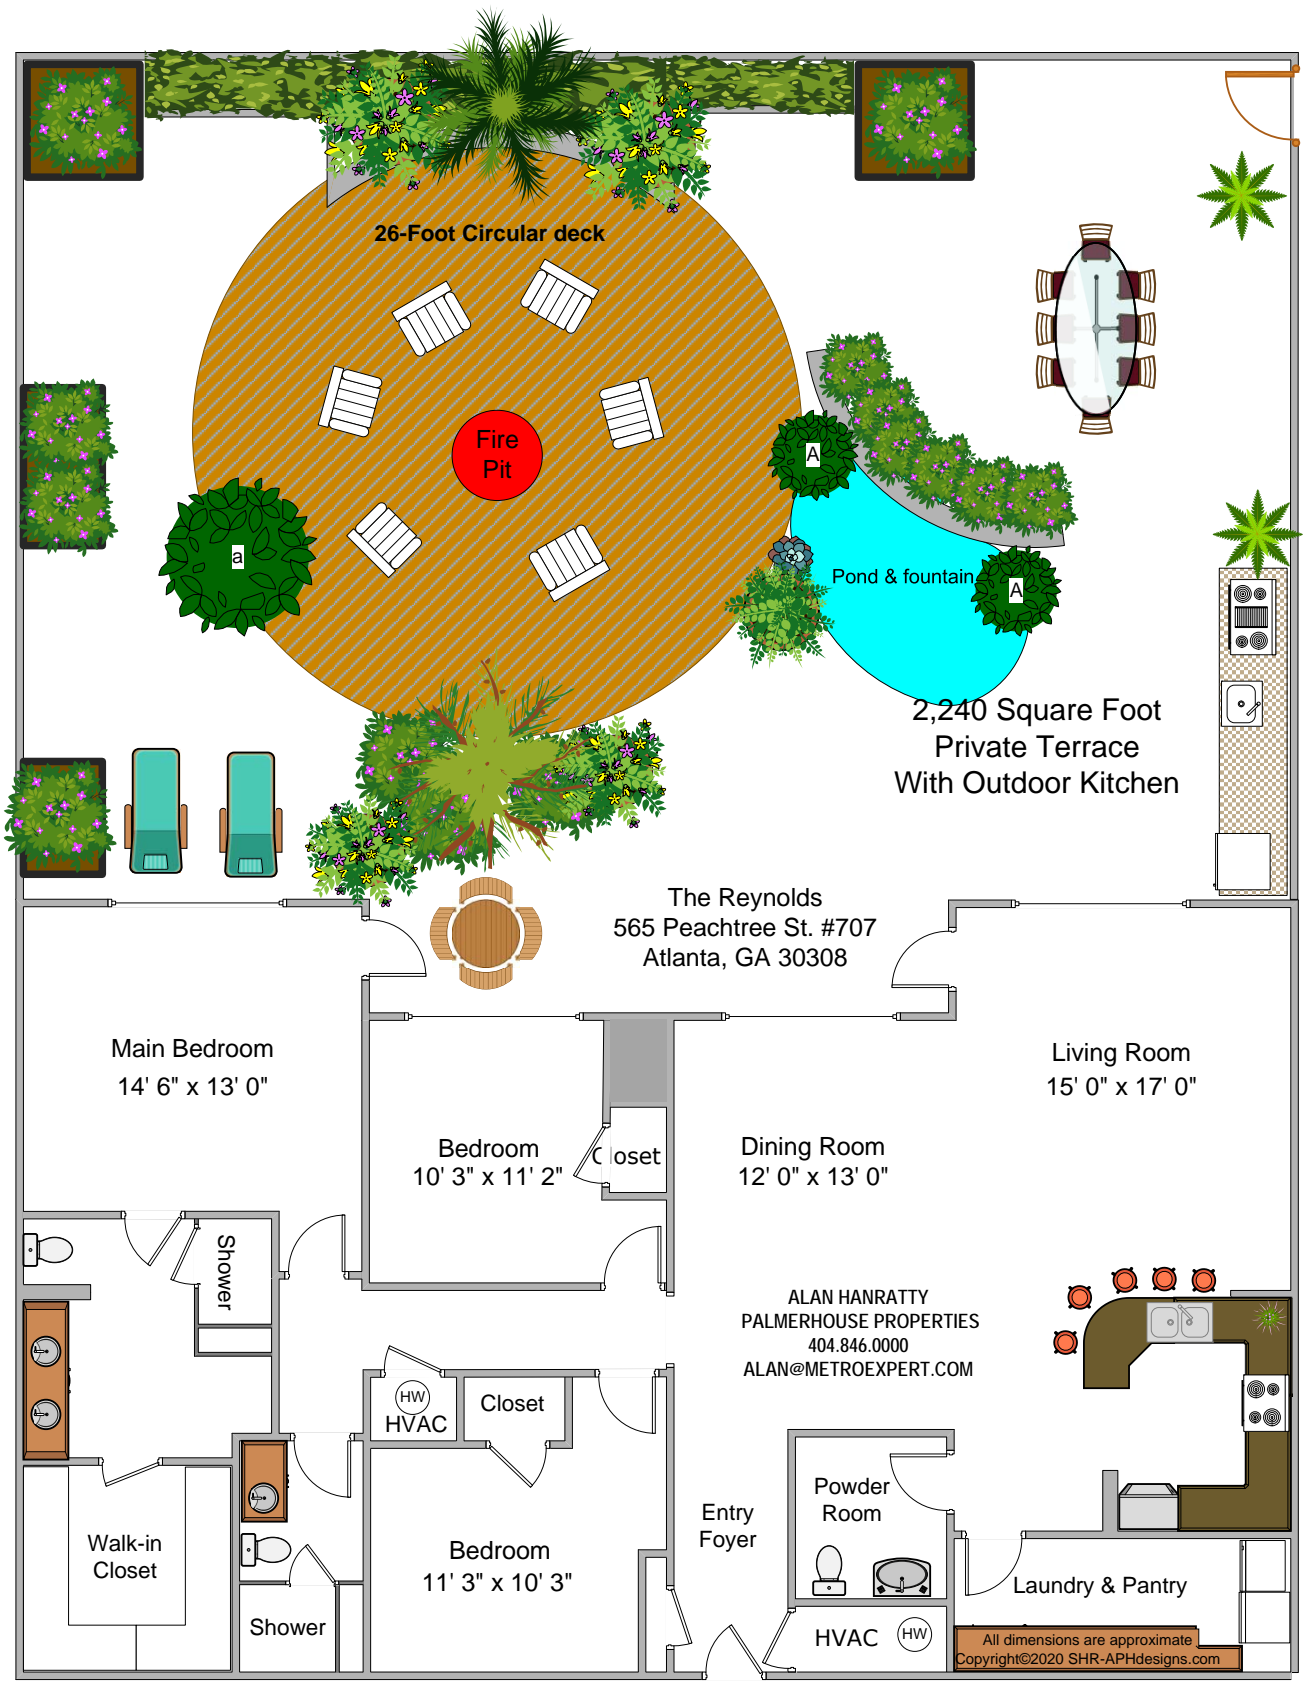 26-Foot Circular deck
Fire
Pit
A
a
Pond & fountain
A
2,240 Square Foot
Private Terrace
With Outdoor Kitchen
The Reynolds
565 Peachtree St. #707
Atlanta, GA 30308
Main Bedroom
14' 6" x 13' 0"
Living Room
15' 0" x 17' 0"
Bedroom
10' 3" x 11' 2"
Closet
Dining Room
12' 0" x 13' 0"
Shower
ALAN HANRATTY
PALMERHOUSE PROPERTIES
404.846.0000
ALAN@METROEXPERT.COM
HW
HVAC
Closet
Powder
Room
Entry
Foyer
Walk-in
Closet
Bedroom
11' 3" x 10' 3"
Laundry & Pantry
Shower
HVAC
HW
All dimensions are approximate
Copyright©2020 SHR-APHdesigns.com